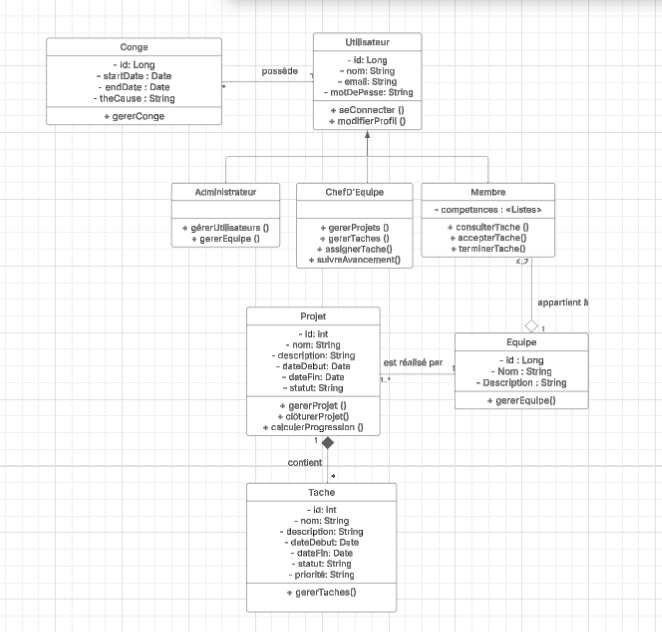 Conge
- id: Long
- startDate : Date
- endDate : Date
- theCause : String
+ gererConge
possède
*
Utilisateur
- id: Long
- nom: String
- email: String
- motDePasse: String
+ seConnecter ()
+ modifierProfil ()
Administrateur
+ gérerUtilisateurs ()
+ gererEquipe ()
ChefD'Equipe
+ gererProjets ()
+ gererTaches ()
+ assignerTache()
+ suivreAvancement()
Membre
- competences : <Listes>
+ consulterTache ()
+ accepterTache()
+ terminerTache()
appartient à
1
Equipe
- id : Long
- Nom : String
- Description : String
+ gererEquipe()
est réalisé par
1..*
1
Projet
- id: int
- nom: String
- description: String
- dateDebut: Date
- dateFin: Date
- statut: String
+ gererProjet ()
+ clôturerProjet()
+ calculerProgression ()
1
contient
*
Tache
- id: int
- nom: String
- description: String
- dateDebut: Date
- dateFin: Date
- statut: String
- priorité: String
+ gererTaches()